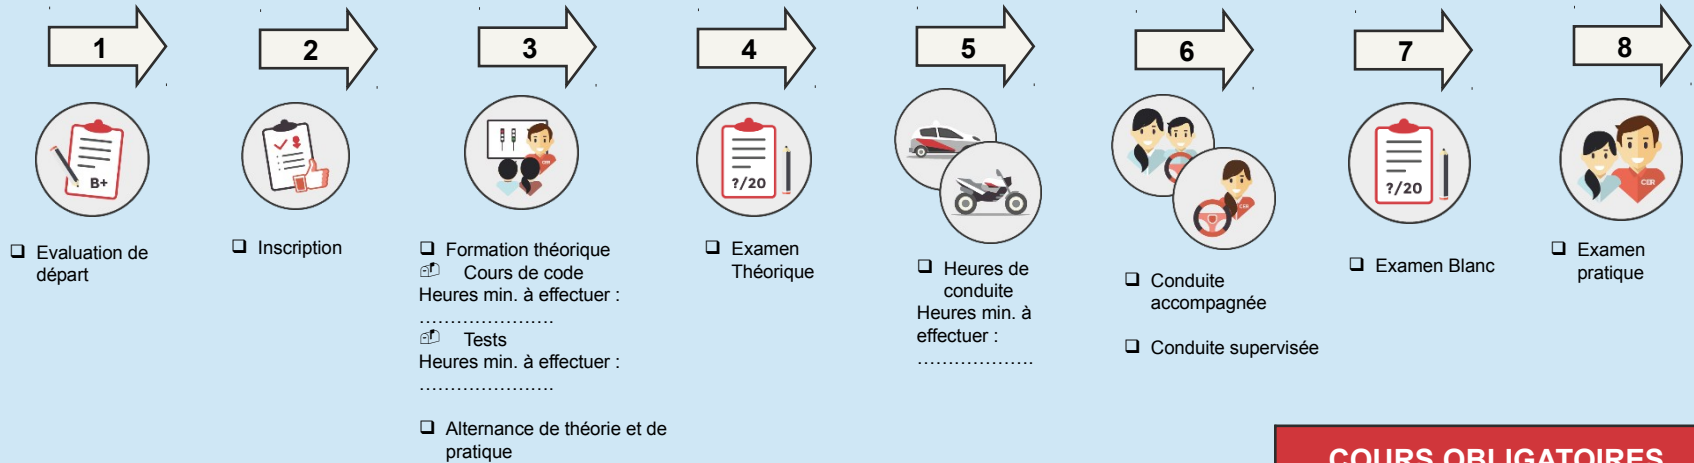 1
2
3
4
5
6
7
8
B+
?/20
?/20
CER
❑ Evaluation de
départ
❑ Inscription
❑ Formation théorique
Cours de code
Heures min. à effectuer :
......................
Tests
Heures min. à effectuer :
......................
❑ Alternance de théorie et de
pratique
❑ Examen
Théorique
❑ Heures de
conduite
Heures min. à
effectuer :
...................
❑ Conduite
accompagnée
❑ Conduite supervisée
❑ Examen Blanc
❑ Examen
pratique
COURS OBLIGATOIRES